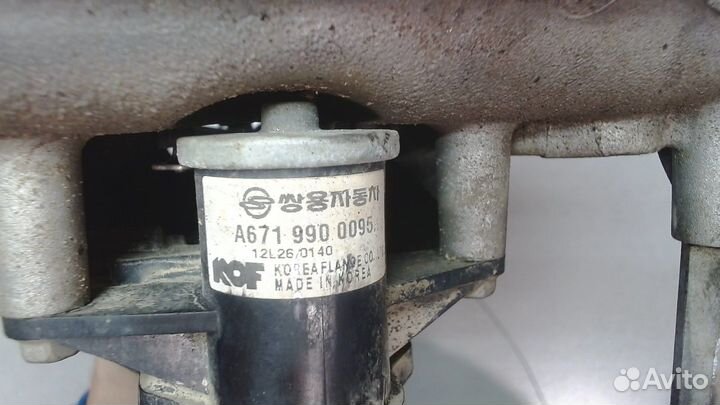 쌍용자동차
A671 990 0095
12L26/0140
KOF KOREA FLANGE CO.,
MADE IN KOREA
Avito